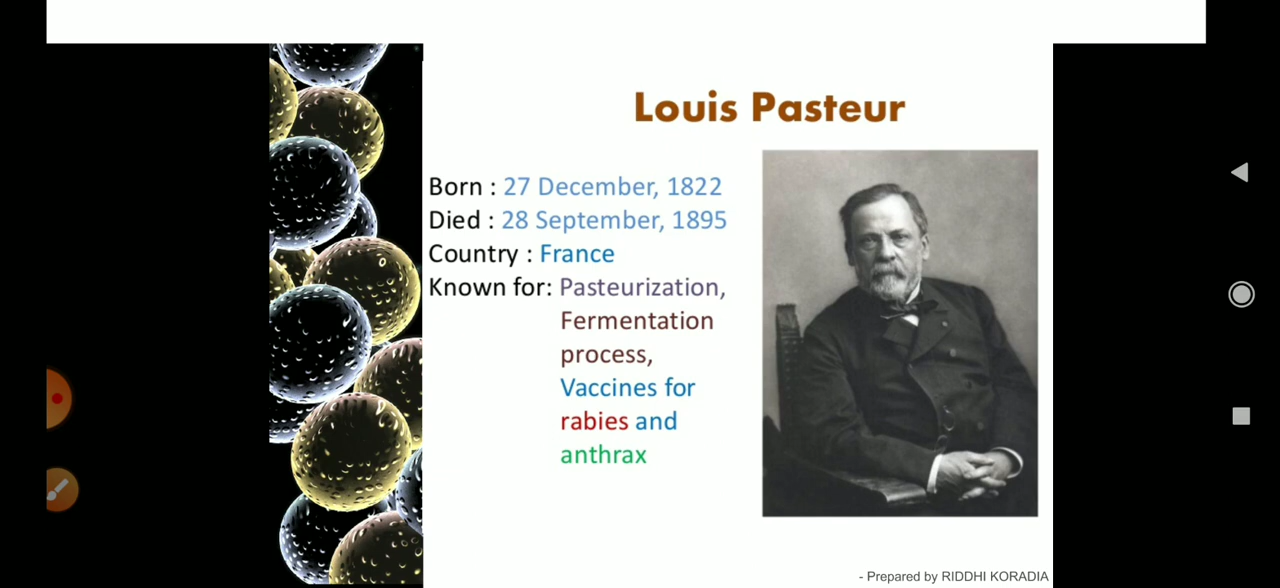 Louis Pasteur
Born : 27 December, 1822
Died : 28 September, 1895
Country : France
Known for: Pasteurization,
Fermentation
process,
Vaccines for
rabies and
anthrax
- Prepared by RIDDHI KORADIA